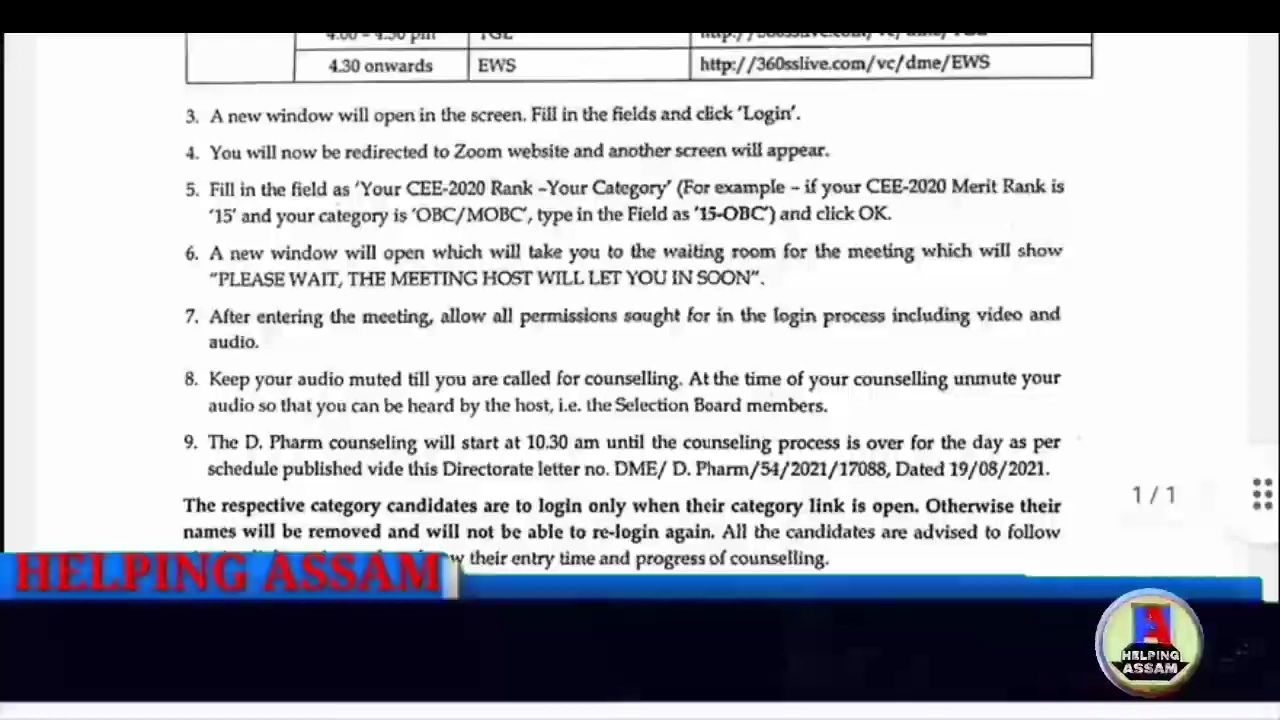 4.30 onwards EWS http://360sslive.com/vc/dme/EWS
3. A new window will open in the screen. Fill in the fields and click 'Login'.
4. You will now be redirected to Zoom website and another screen will appear.
5. Fill in the field as 'Your CEE-2020 Rank –Your Category' (For example – if your CEE-2020 Merit Rank is
'15' and your category is 'OBC/MOBC', type in the Field as '15-OBC') and click OK.
6. A new window will open which will take you to the waiting room for the meeting which will show
"PLEASE WAIT, THE MEETING HOST WILL LET YOU IN SOON".
7. After entering the meeting, allow all permissions sought for in the login process including video and
audio.
8. Keep your audio muted till you are called for counselling. At the time of your counselling unmute your
audio so that you can be heard by the host, i.e. the Selection Board members.
9. The D. Pharm counseling will start at 10.30 am until the counseling process is over for the day as per
schedule published vide this Directorate letter no. DME/ D. Pharm/54/2021/17088, Dated 19/08/2021.
1 / 1
The respective category candidates are to login only when their category link is open. Otherwise their
names will be removed and will not be able to re-login again. All the candidates are advised to follow
their entry time and progress of counselling.
HELPING ASSAM
A
HELPING
ASSAM